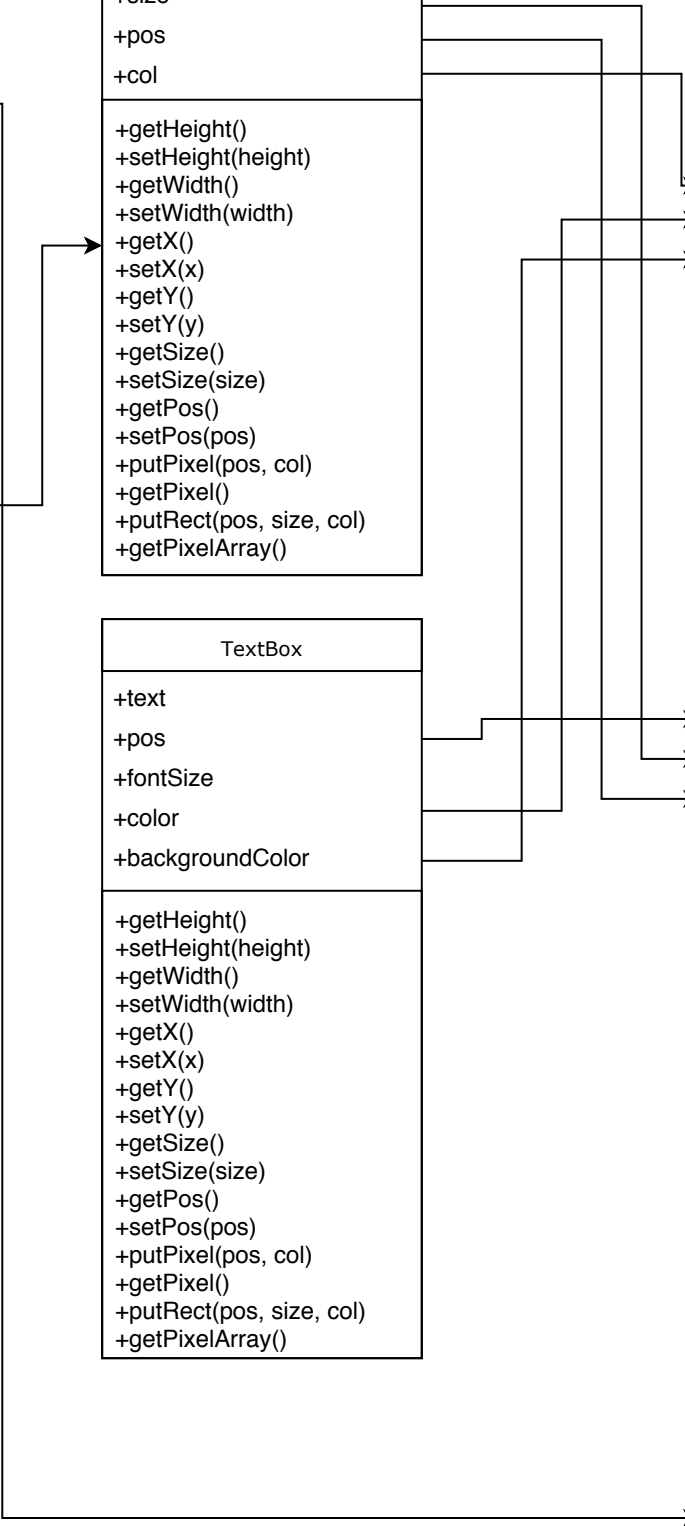 +size
+pos
+col
+getHeight()
+setHeight(height)
+getWidth()
+setWidth(width)
+getX()
+setX(x)
+getY()
+setY(y)
+getSize()
+setSize(size)
+getPos()
+setPos(pos)
+putPixel(pos, col)
+getPixel()
+putRect(pos, size, col)
+getPixelArray()
TextBox
+text
+pos
+fontSize
+color
+backgroundColor
+getHeight()
+setHeight(height)
+getWidth()
+setWidth(width)
+getX()
+setX(x)
+getY()
+setY(y)
+getSize()
+setSize(size)
+getPos()
+setPos(pos)
+putPixel(pos, col)
+getPixel()
+putRect(pos, size, col)
+getPixelArray()